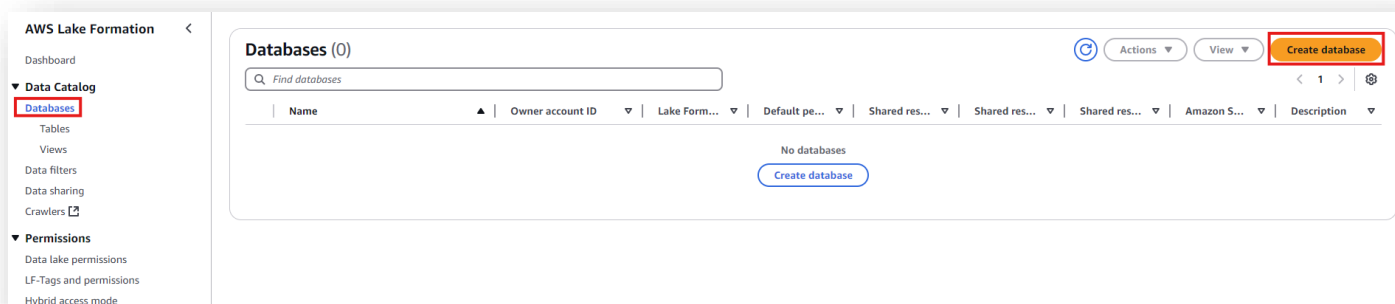 AWS Lake Formation
Dashboard
Data Catalog
Databases
Tables
Views
Data filters
Data sharing
Crawlers
Permissions
Data lake permissions
LF-Tags and permissions
Hybrid access mode
Databases (0)
Actions
View
Create database
Find databases
1
Name Owner account ID Lake Form... Default pe... Shared res... Shared res... Shared res... Amazon S... Description
No databases
Create database